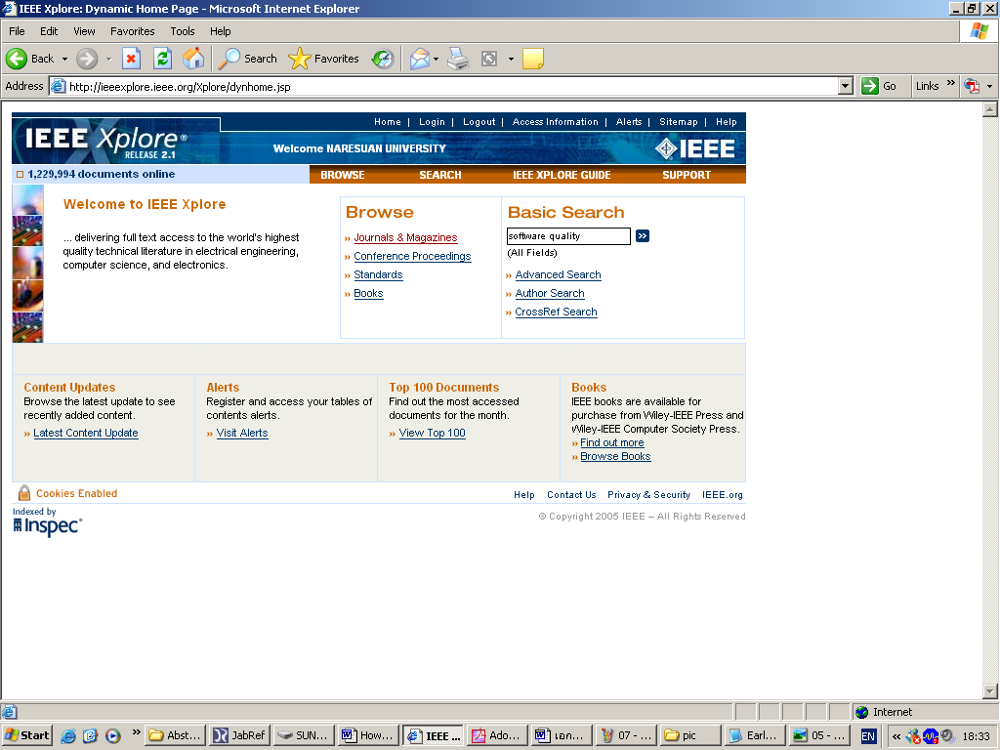 IEEE Xplore: Dynamic Home Page - Microsoft Internet Explorer
File Edit View Favorites Tools Help
Back Search Favorites
Address http://ieeexplore.ieee.org/Xplore/dynhome.jsp Go Links »
Home | Login | Logout | Access Information | Alerts | Sitemap | Help
IEEE Xplore®
RELEASE 2.1
Welcome NARESUAN UNIVERSITY
IEEE
1,229,994 documents online
BROWSE SEARCH IEEE XPLORE GUIDE SUPPORT
Welcome to IEEE Xplore
... delivering full text access to the world's highest
quality technical literature in electrical engineering,
computer science, and electronics.
Browse
» Journals & Magazines
» Conference Proceedings
» Standards
» Books
Basic Search
software quality »
(All Fields)
» Advanced Search
» Author Search
» CrossRef Search
Content Updates
Browse the latest update to see
recently added content.
» Latest Content Update
Alerts
Register and access your tables of
contents alerts.
» Visit Alerts
Top 100 Documents
Find out the most accessed
documents for the month.
» View Top 100
Books
IEEE books are available for
purchase from Wiley-IEEE Press and
Wiley-IEEE Computer Society Press.
» Find out more
» Browse Books
Cookies Enabled
Help Contact Us Privacy & Security IEEE.org
Indexed by
Inspec®
© Copyright 2005 IEEE – All Rights Reserved
Internet
Start » Abst... JabRef SUN... How... IEEE ... Ado... เอก... 07 - ... pic Earl... 05 - ... EN « 18:33